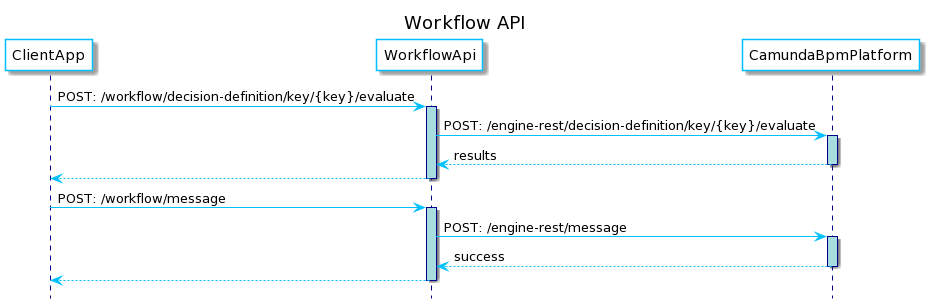 Workflow API
ClientApp
WorkflowApi
CamundaBpmPlatform
POST: /workflow/decision-definition/key/{key}/evaluate
POST: /engine-rest/decision-definition/key/{key}/evaluate
results
POST: /workflow/message
POST: /engine-rest/message
success